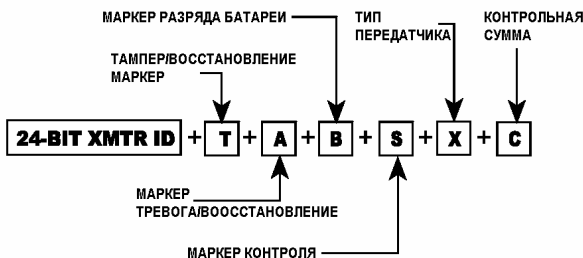 МАРКЕР РАЗРЯДА БАТАРЕИ
ТИП
ПЕРЕДАТЧИКА
КОНТРОЛЬНАЯ
СУММА
ТАМПЕР/ВОССТАНОВЛЕНИЕ
МАРКЕР
24-BIT XMTR ID + T + A + B + S + X + C
МАРКЕР
ТРЕВОГА/ВООССТАНОВЛЕНИЕ
МАРКЕР КОНТРОЛЯ